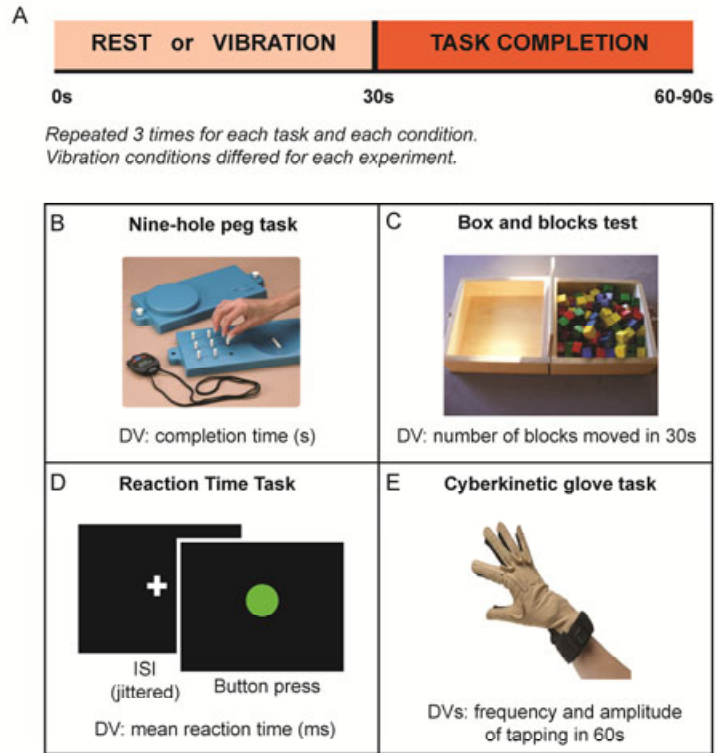 A
REST or VIBRATION
TASK COMPLETION
0s
30s
60-90s
Repeated 3 times for each task and each condition.
Vibration conditions differed for each experiment.
B
Nine-hole peg task
DV: completion time (s)
C
Box and blocks test
DV: number of blocks moved in 30s
D
Reaction Time Task
ISI
(jittered)
Button press
DV: mean reaction time (ms)
E
Cyberkinetic glove task
DVs: frequency and amplitude
of tapping in 60s